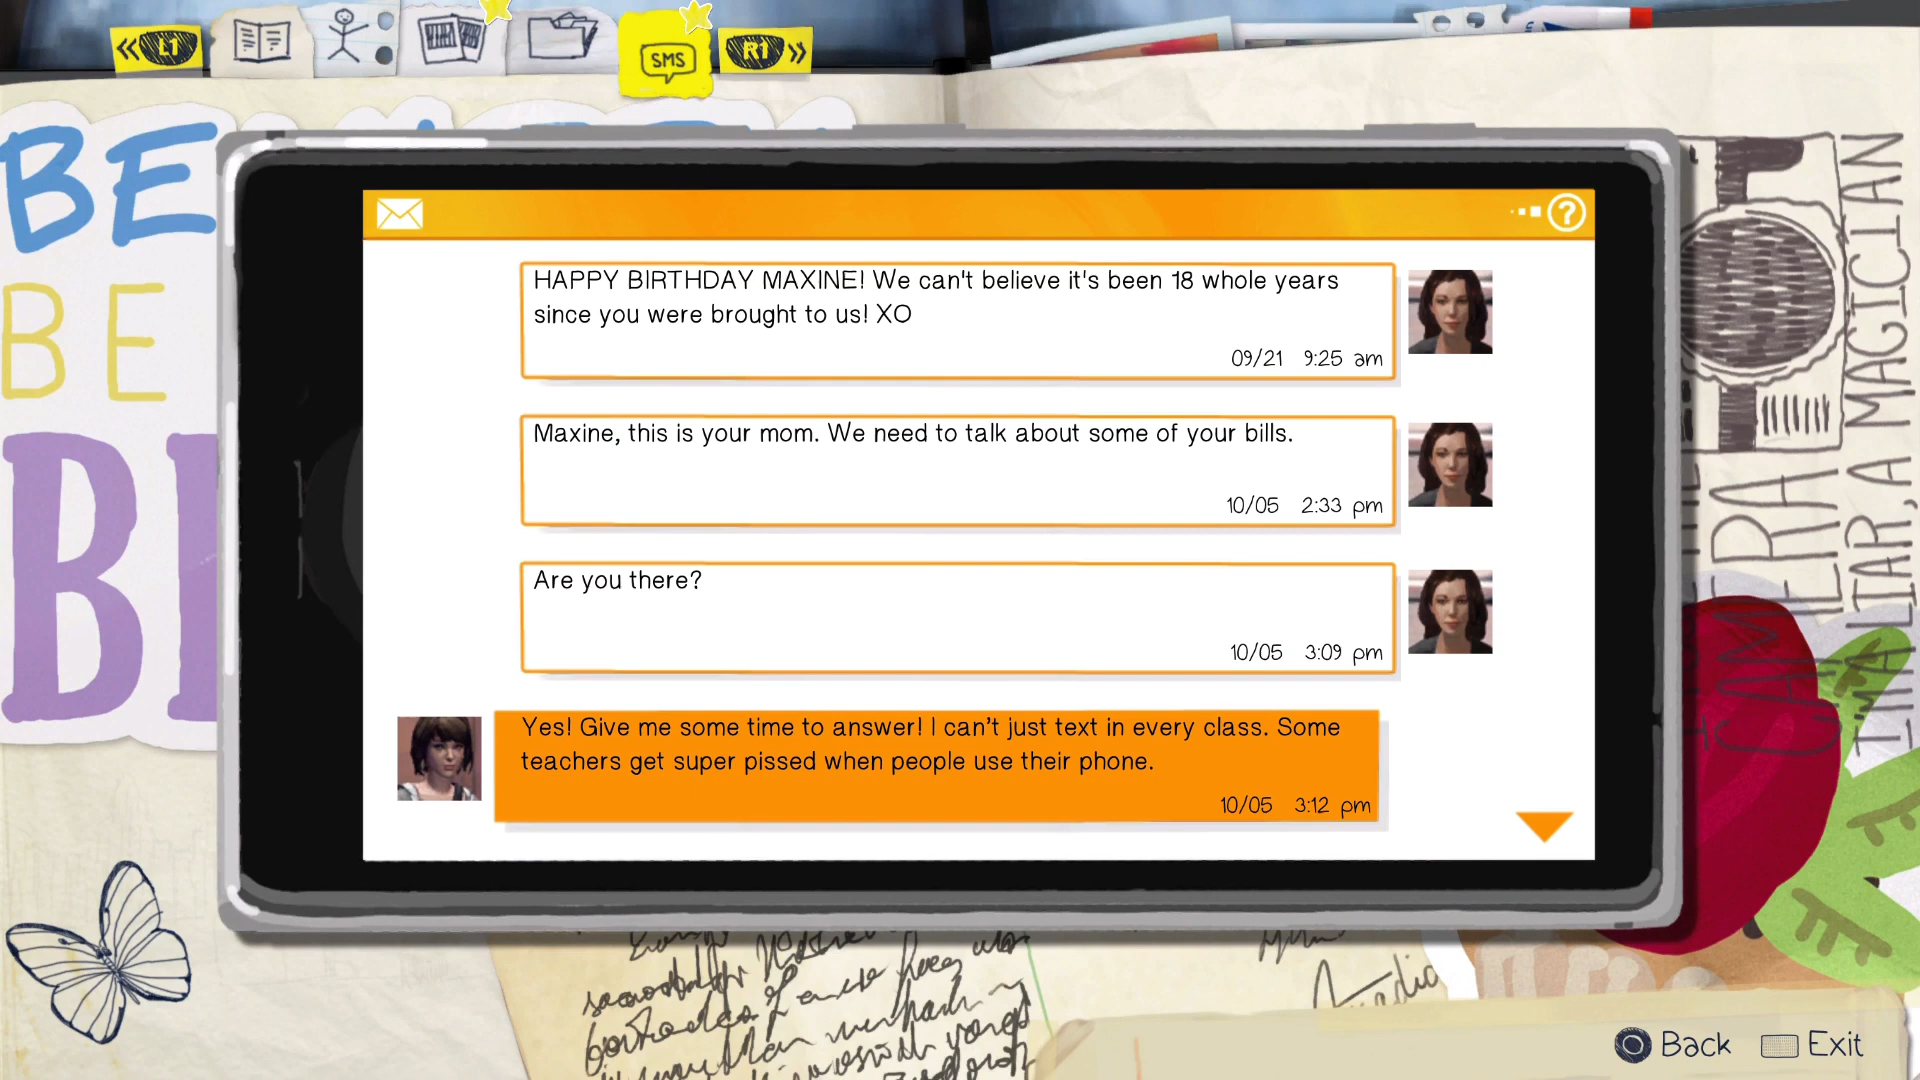 L1
SMS
R1
BE
BE
HAPPY BIRTHDAY MAXINE! We can't believe it's been 18 whole years
since you were brought to us! XO
09/21 9:25 am
Maxine, this is your mom. We need to talk about some of your bills.
10/05 2:33 pm
Are you there?
10/05 3:09 pm
Yes! Give me some time to answer! I can't just text in every class. Some
teachers get super pissed when people use their phone.
10/05 3:12 pm
?
CAMERA
I'M A LIAR, A MAGICIAN
Back
Exit